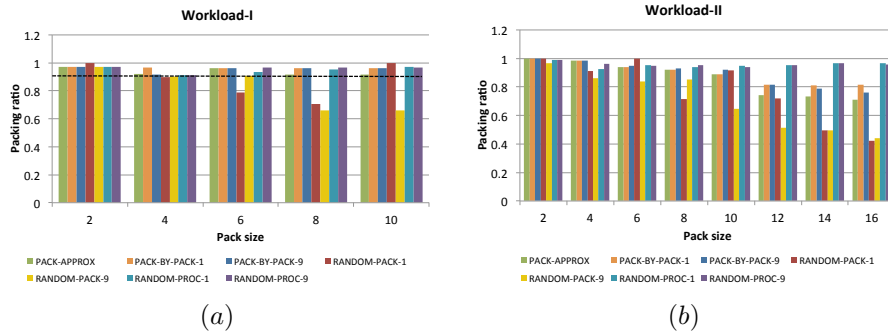 Workload-I
1.2
1
0.8
0.6
0.4
0.2
0
Packing ratio
2 4 6 8 10
Pack size
PACK-APPROX PACK-BY-PACK-1 PACK-BY-PACK-9 RANDOM-PACK-1
RANDOM-PACK-9 RANDOM-PROC-1 RANDOM-PROC-9
(a)
Workload-II
1.2
1
0.8
0.6
0.4
0.2
0
Packing ratio
2 4 6 8 10 12 14 16
Pack size
PACK-APPROX PACK-BY-PACK-1 PACK-BY-PACK-9 RANDOM-PACK-1
RANDOM-PACK-9 RANDOM-PROC-1 RANDOM-PROC-9
(b)